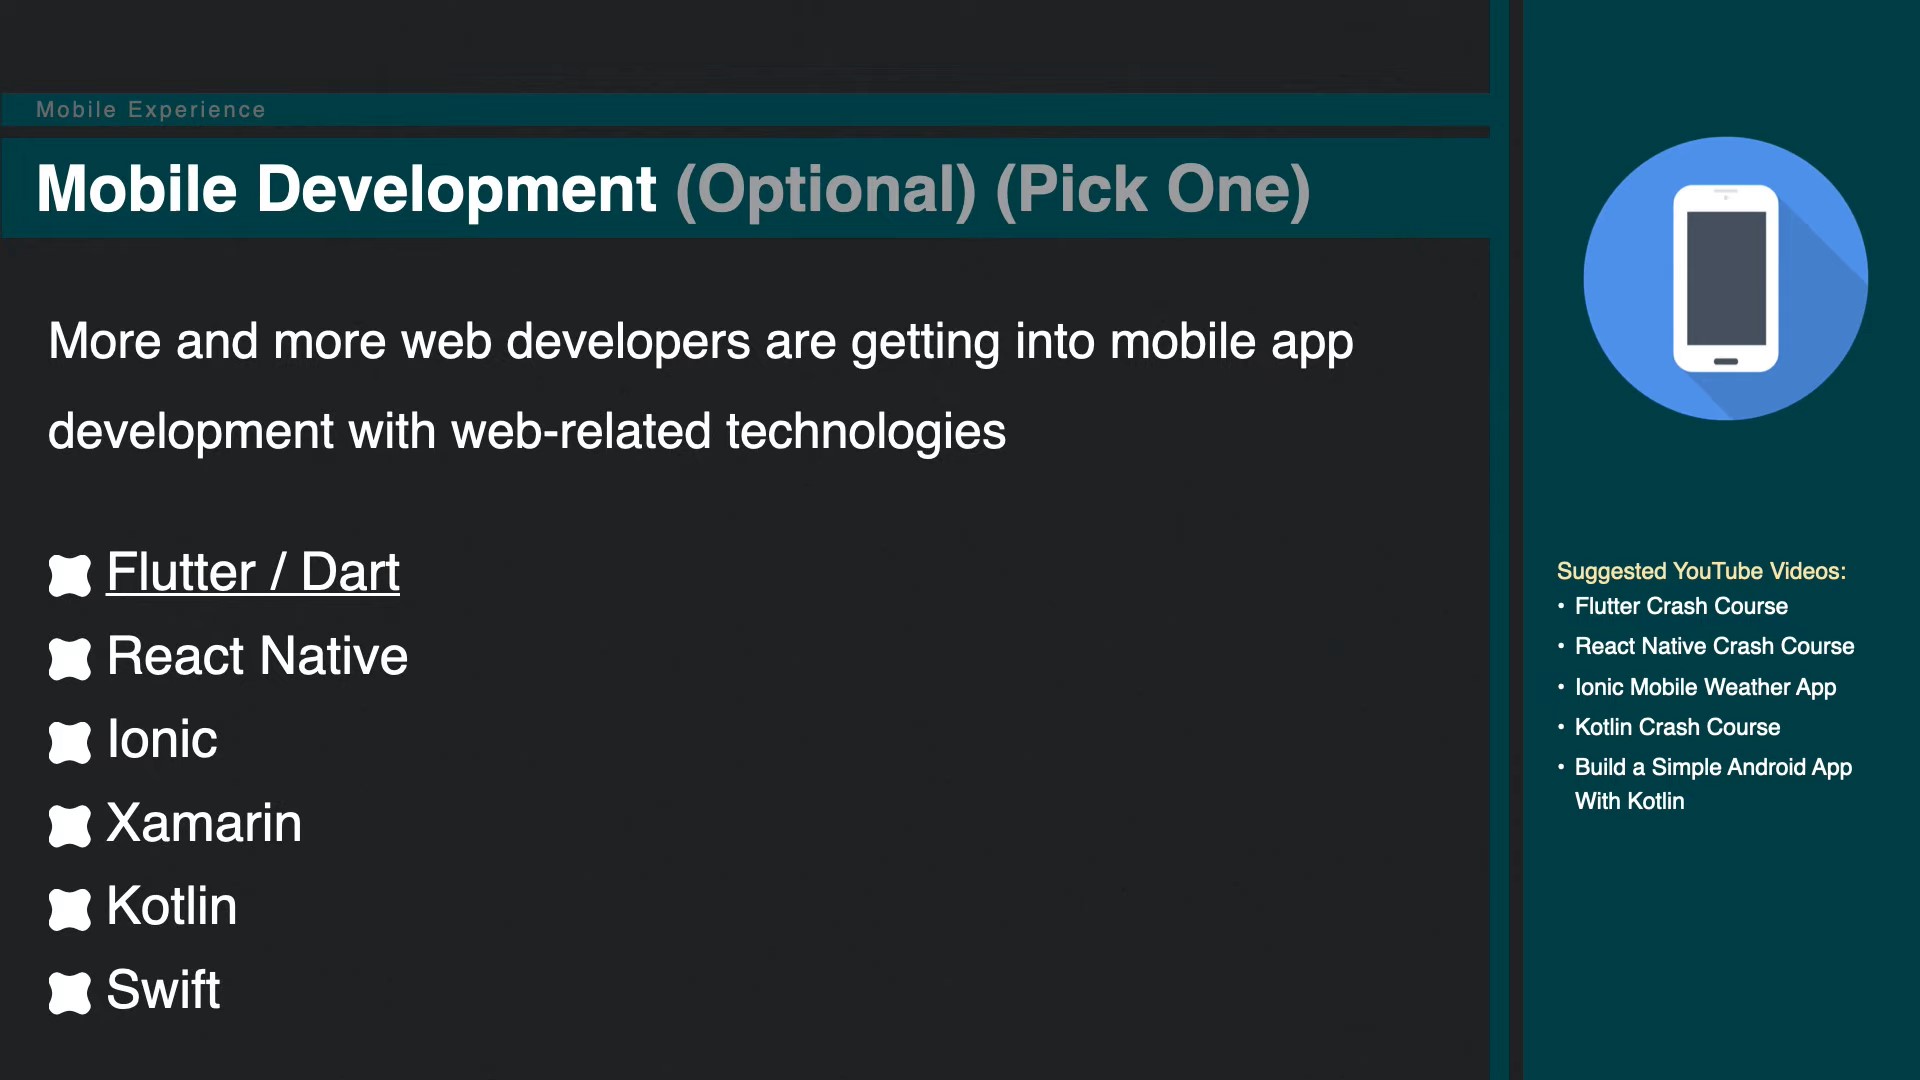 Mobile Experience
Mobile Development (Optional) (Pick One)
More and more web developers are getting into mobile app
development with web-related technologies
Flutter / Dart
React Native
Ionic
Xamarin
Kotlin
Swift
Suggested YouTube Videos:
• Flutter Crash Course
• React Native Crash Course
• Ionic Mobile Weather App
• Kotlin Crash Course
• Build a Simple Android App
With Kotlin